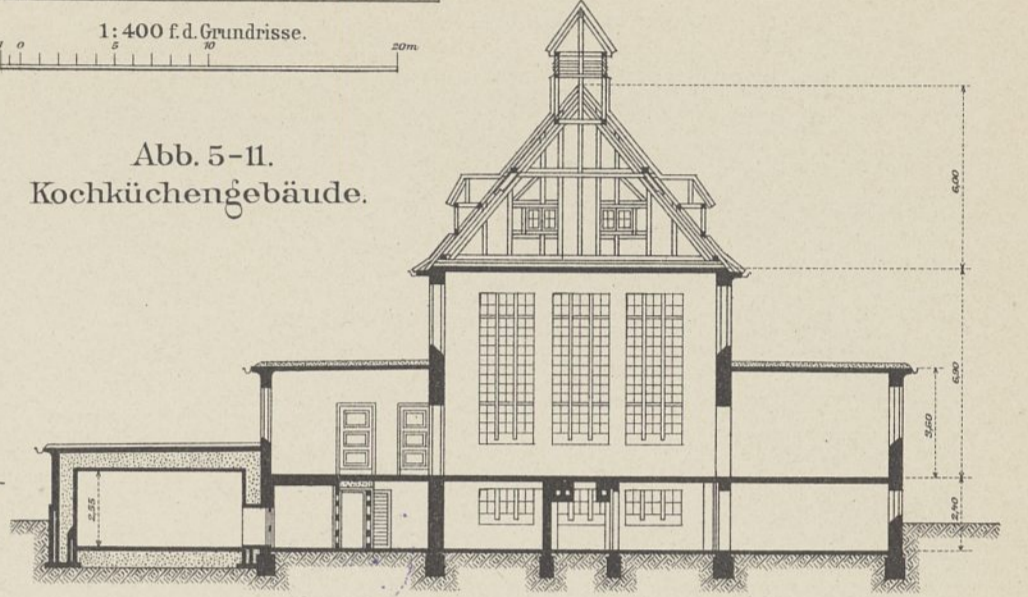 1:400 f.d. Grundrisse.
1 0 5 10 20m
Abb. 5-11.
Kochküchengebäude.
6,00
6,90
3,60
2,40
2,55